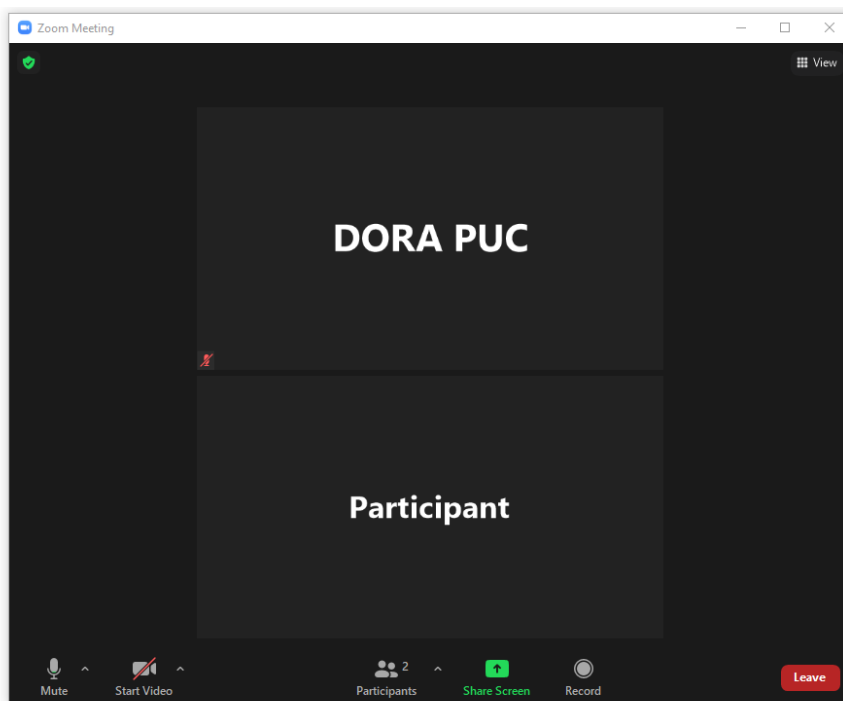 Zoom Meeting
View
DORA PUC
Participant
2
Mute
Start Video
Participants
Share Screen
Record
Leave